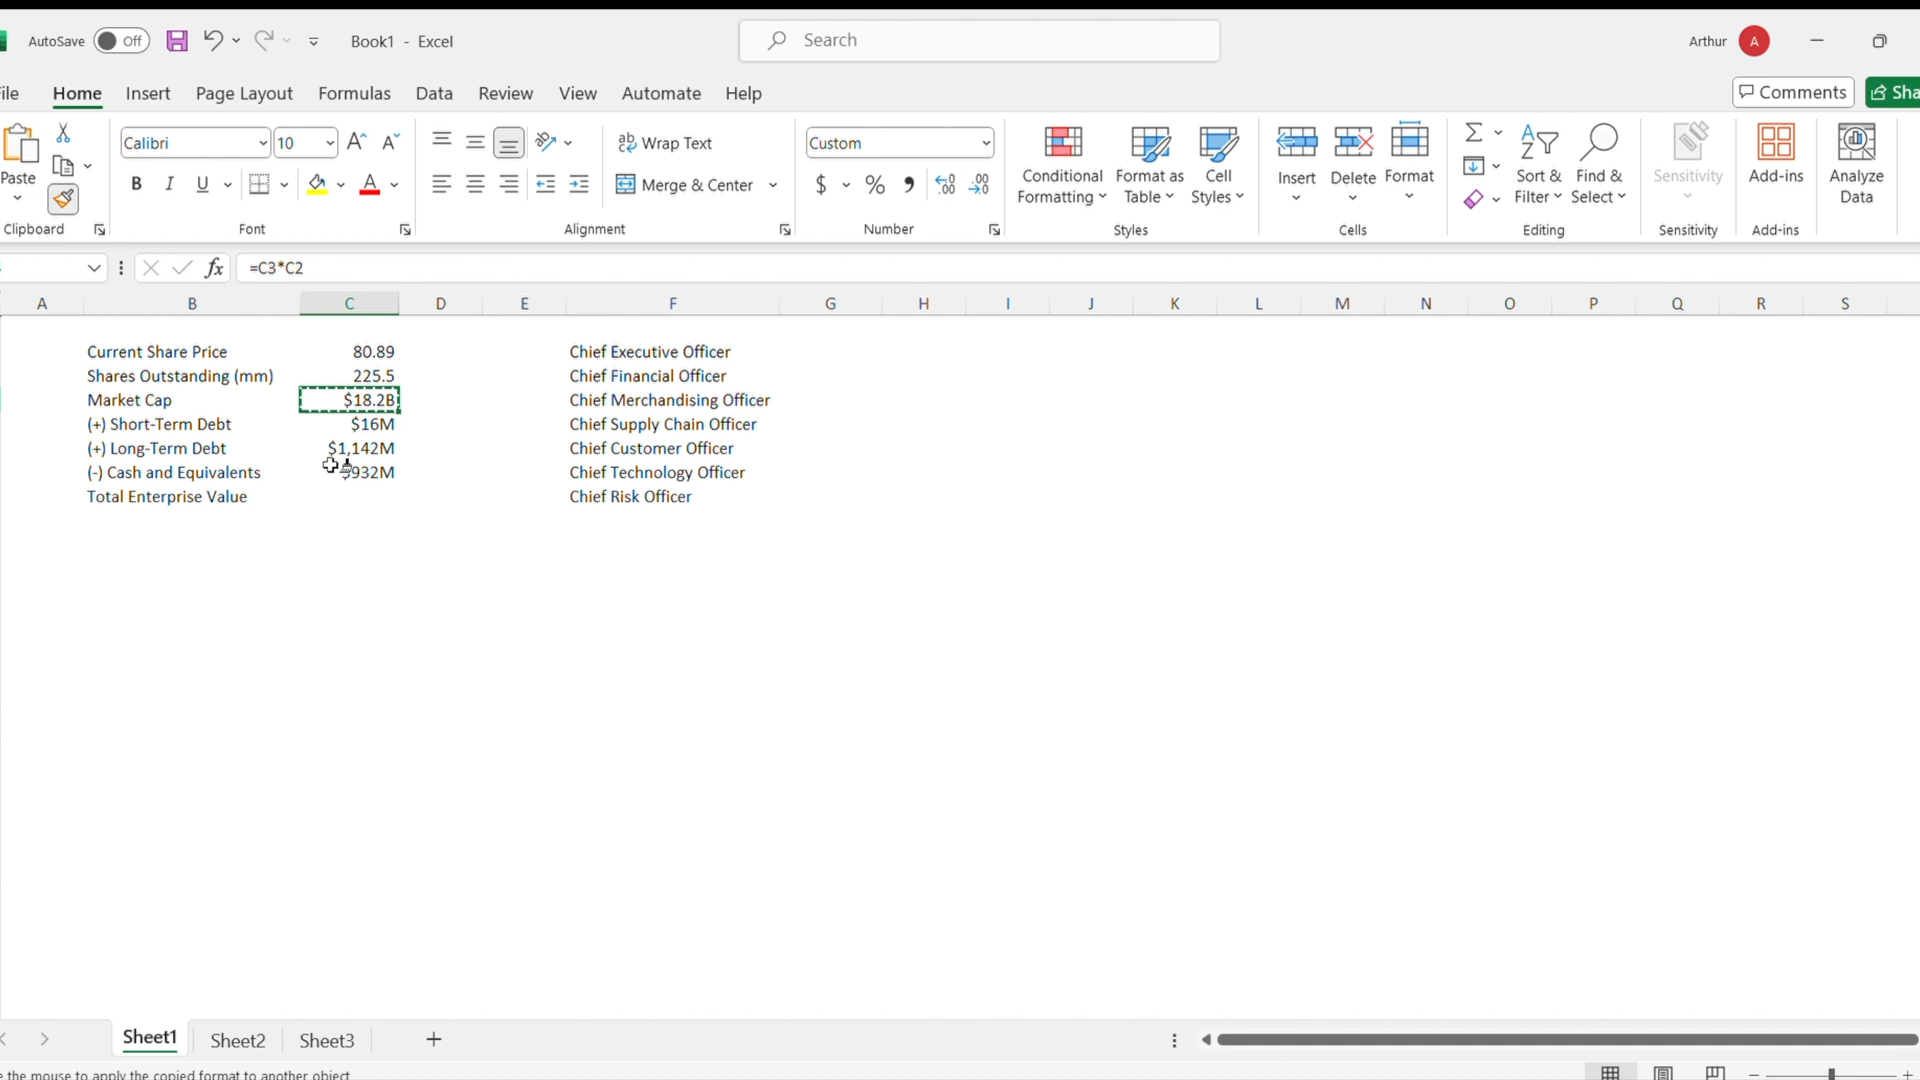 AutoSave Off Book1 - Excel Search Arthur A
File Home Insert Page Layout Formulas Data Review View Automate Help Comments
Calibri 10 Wrap Text Custom
Paste B I U Merge & Center $ % Conditional Formatting Format as Table Cell Styles Insert Delete Format Sort & Filter Find & Select Sensitivity Add-ins Analyze Data
Clipboard Font Alignment Number Styles Cells Editing Sensitivity Add-ins
fx =C3*C2
A B C D E F G H I J K L M N O P Q R S
Current Share Price 80.89 Chief Executive Officer
Shares Outstanding (mm) 225.5 Chief Financial Officer
Market Cap $18.2B Chief Merchandising Officer
(+) Short-Term Debt $16M Chief Supply Chain Officer
(+) Long-Term Debt $1,142M Chief Customer Officer
(-) Cash and Equivalents $932M Chief Technology Officer
Total Enterprise Value Chief Risk Officer
Sheet1 Sheet2 Sheet3
the mouse to apply the copied format to another object